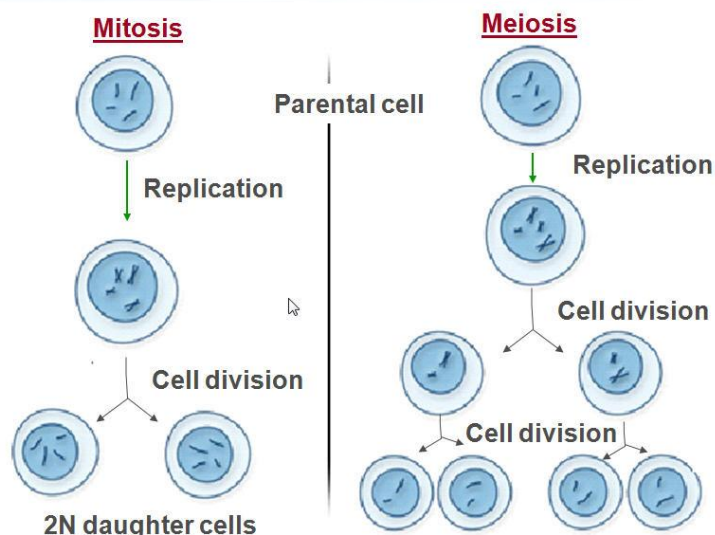 Mitosis
Meiosis
Parental cell
Replication
Replication
Cell division
Cell division
Cell division
2N daughter cells